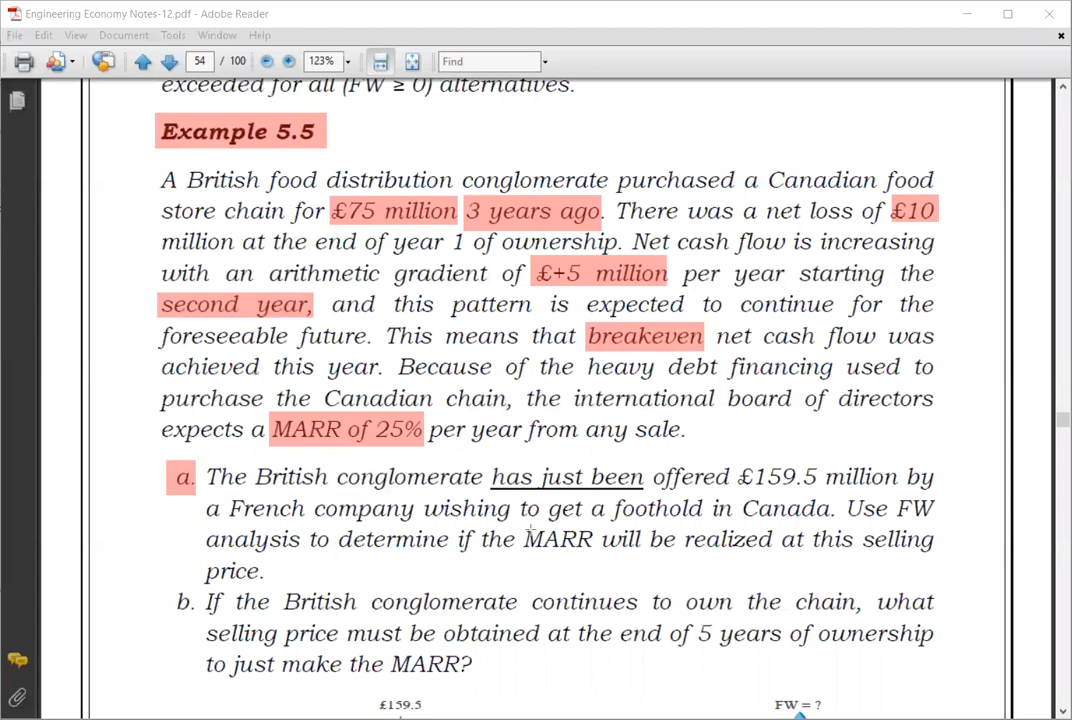 Engineering Economy Notes-12.pdf - Adobe Reader
File Edit View Document Tools Window Help
54 / 100 123% Find
exceeded for all (FW ≥ 0) alternatives.
Example 5.5
A British food distribution conglomerate purchased a Canadian food
store chain for £75 million 3 years ago. There was a net loss of £10
million at the end of year 1 of ownership. Net cash flow is increasing
with an arithmetic gradient of £+5 million per year starting the
second year, and this pattern is expected to continue for the
foreseeable future. This means that breakeven net cash flow was
achieved this year. Because of the heavy debt financing used to
purchase the Canadian chain, the international board of directors
expects a MARR of 25% per year from any sale.
a. The British conglomerate has just been offered £159.5 million by
a French company wishing to get a foothold in Canada. Use FW
analysis to determine if the MARR will be realized at this selling
price.
b. If the British conglomerate continues to own the chain, what
selling price must be obtained at the end of 5 years of ownership
to just make the MARR?
£159.5 FW = ?